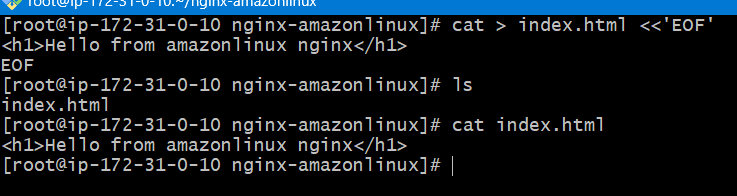 root@ip-172-31-0-10:~/nginx-amazonlinux
[root@ip-172-31-0-10 nginx-amazonlinux]# cat > index.html <<'EOF'
<h1>Hello from amazonlinux nginx</h1>
EOF
[root@ip-172-31-0-10 nginx-amazonlinux]# ls
index.html
[root@ip-172-31-0-10 nginx-amazonlinux]# cat index.html
<h1>Hello from amazonlinux nginx</h1>
[root@ip-172-31-0-10 nginx-amazonlinux]#